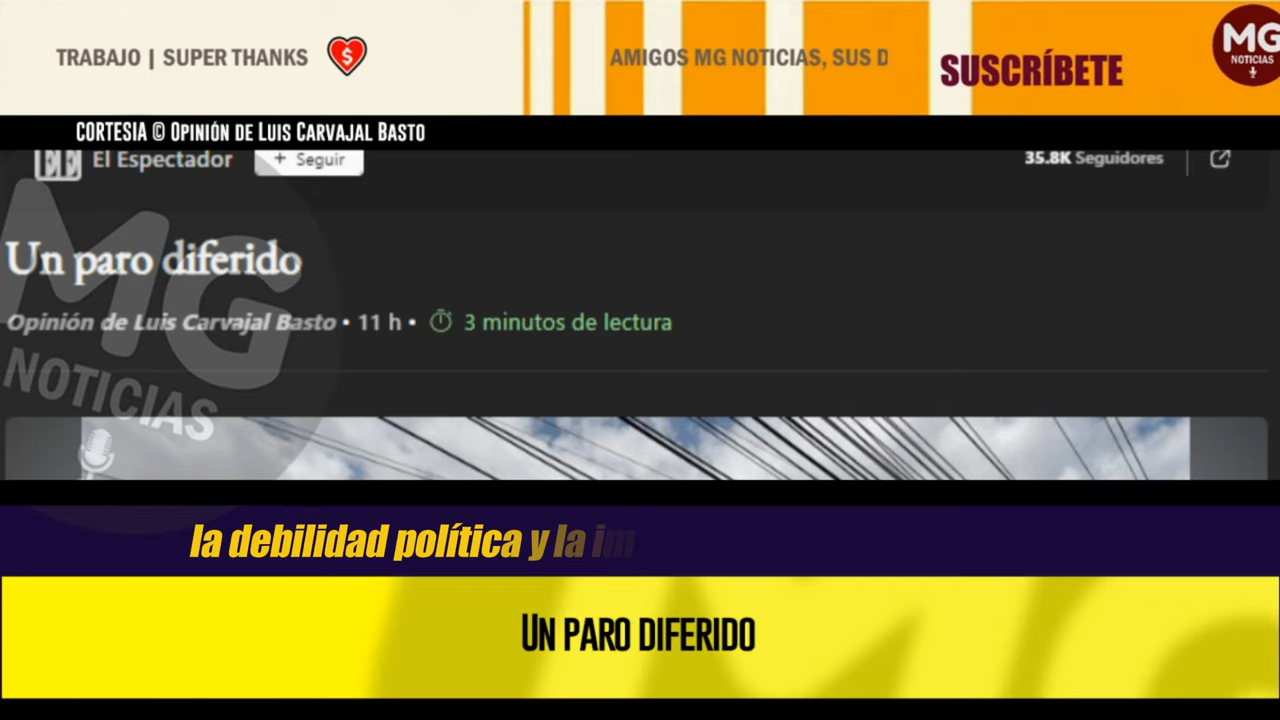 TRABAJO | SUPER THANKS
AMIGOS MG NOTICIAS, SUS D
SUSCRÍBETE
MG
NOTICIAS
CORTESIA © Opinión de Luis Carvajal Basto
EE El Espectador
+ Seguir
35.8K Seguidores
Un paro diferido
Opinión de Luis Carvajal Basto • 11 h •
3 minutos de lectura
MG
NOTICIAS
la debilidad política y la im
Un paro diferido